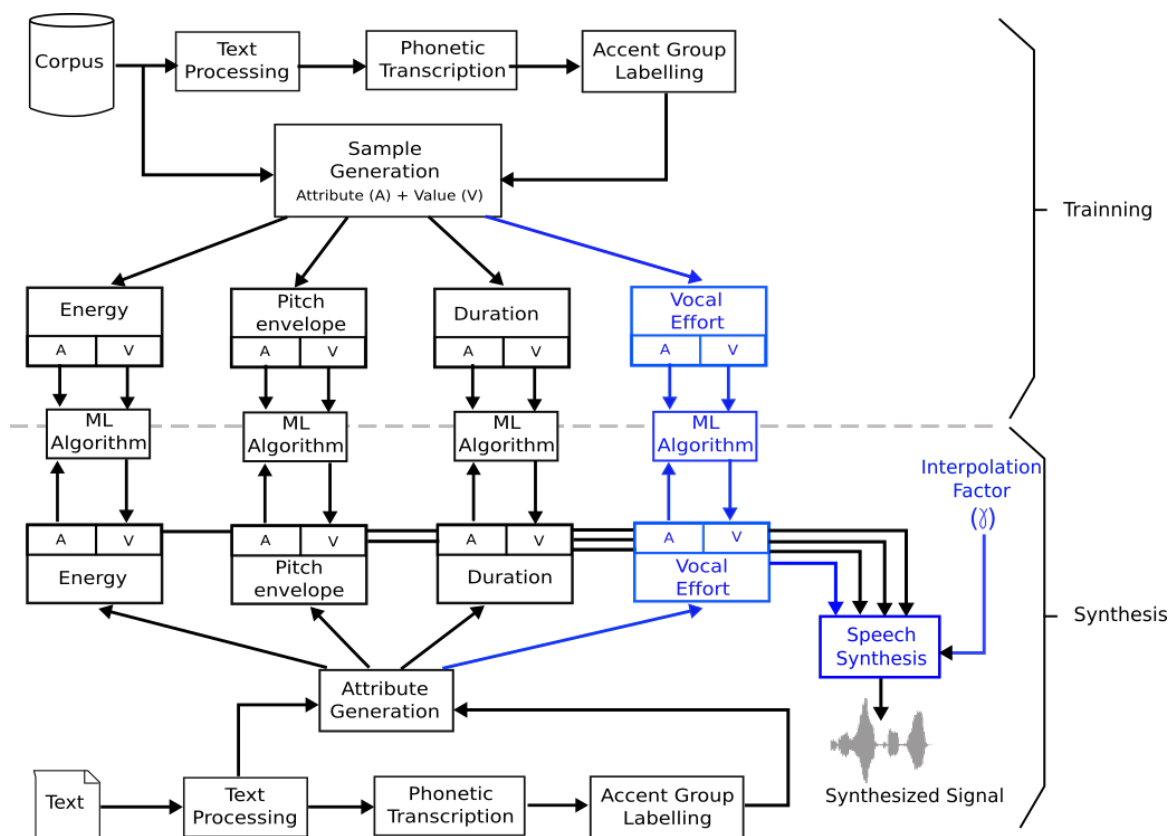 Corpus
Text
Processing
Phonetic
Transcription
Accent Group
Labelling
Sample
Generation
Attribute (A) + Value (V)
Trainning
Energy
A V
Pitch
envelope
A V
Duration
A V
Vocal
Effort
A V
ML
Algorithm
ML
Algorithm
ML
Algorithm
ML
Algorithm
Interpolation
Factor
(ɣ)
A V
Energy
A V
Pitch
envelope
A V
Duration
A V
Vocal
Effort
Speech
Synthesis
Synthesis
Attribute
Generation
Text
Text
Processing
Phonetic
Transcription
Accent Group
Labelling
Synthesized Signal